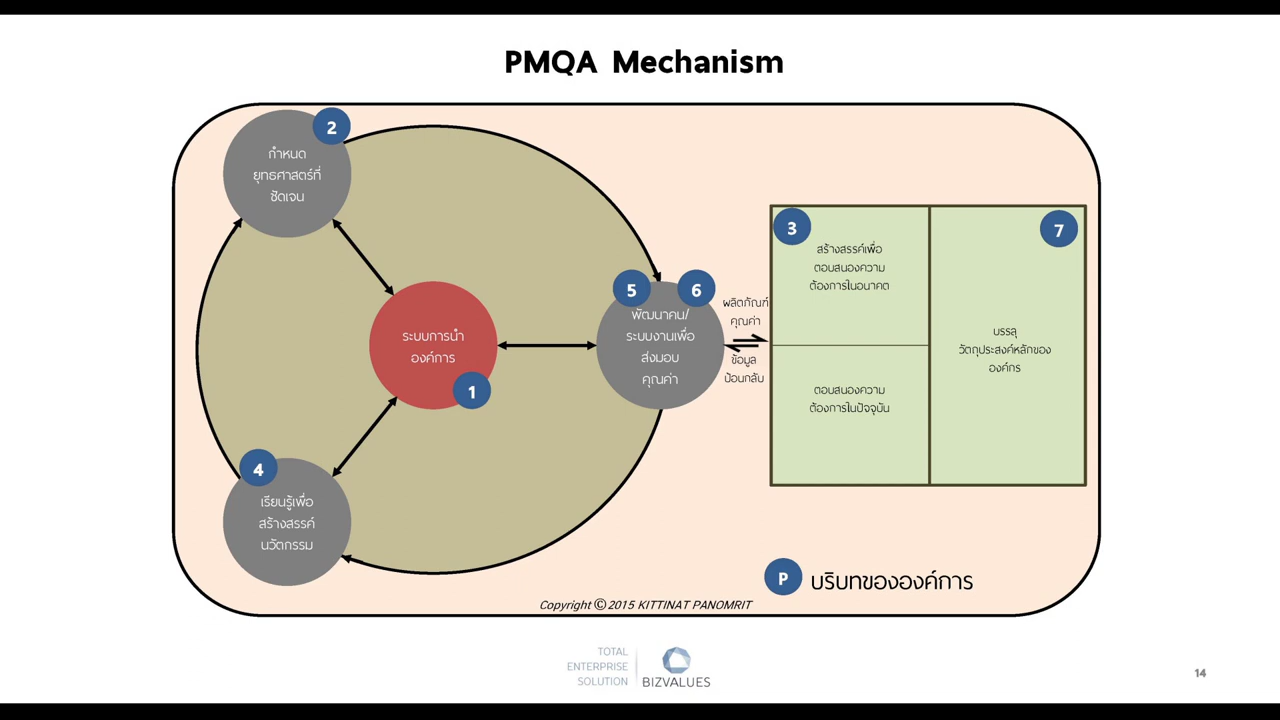 PMQA Mechanism
2
กำหนด
ยุทธศาสตร์ที่
ชัดเจน
ระบบการนำ
องค์การ
1
4
เรียนรู้เพื่อ
สร้างสรรค์
นวัตกรรม
5
6
พัฒนาคน/
ระบบงานเพื่อ
ส่งมอบ
คุณค่า
ผลิตภัณฑ์
คุณค่า
ข้อมูล
ป้อนกลับ
3
สร้างสรรค์เพื่อ
ตอบสนองความ
ต้องการในอนาคต
ตอบสนองความ
ต้องการในปัจจุบัน
7
บรรลุ
วัตถุประสงค์หลักของ
องค์กร
P บริบทขององค์การ
Copyright © 2015 KITTINAT PANOMRIT
TOTAL
ENTERPRISE
SOLUTION
BIZVALUES
14